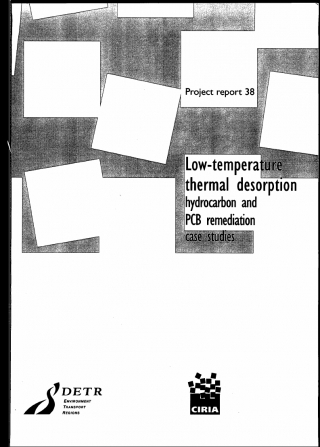 Project report 38
Low-temperature
thermal desorption
hydrocarbon and
PCB remediation
case studies
DETR
ENVIRONMENT
TRANSPORT
REGIONS
CIRIA